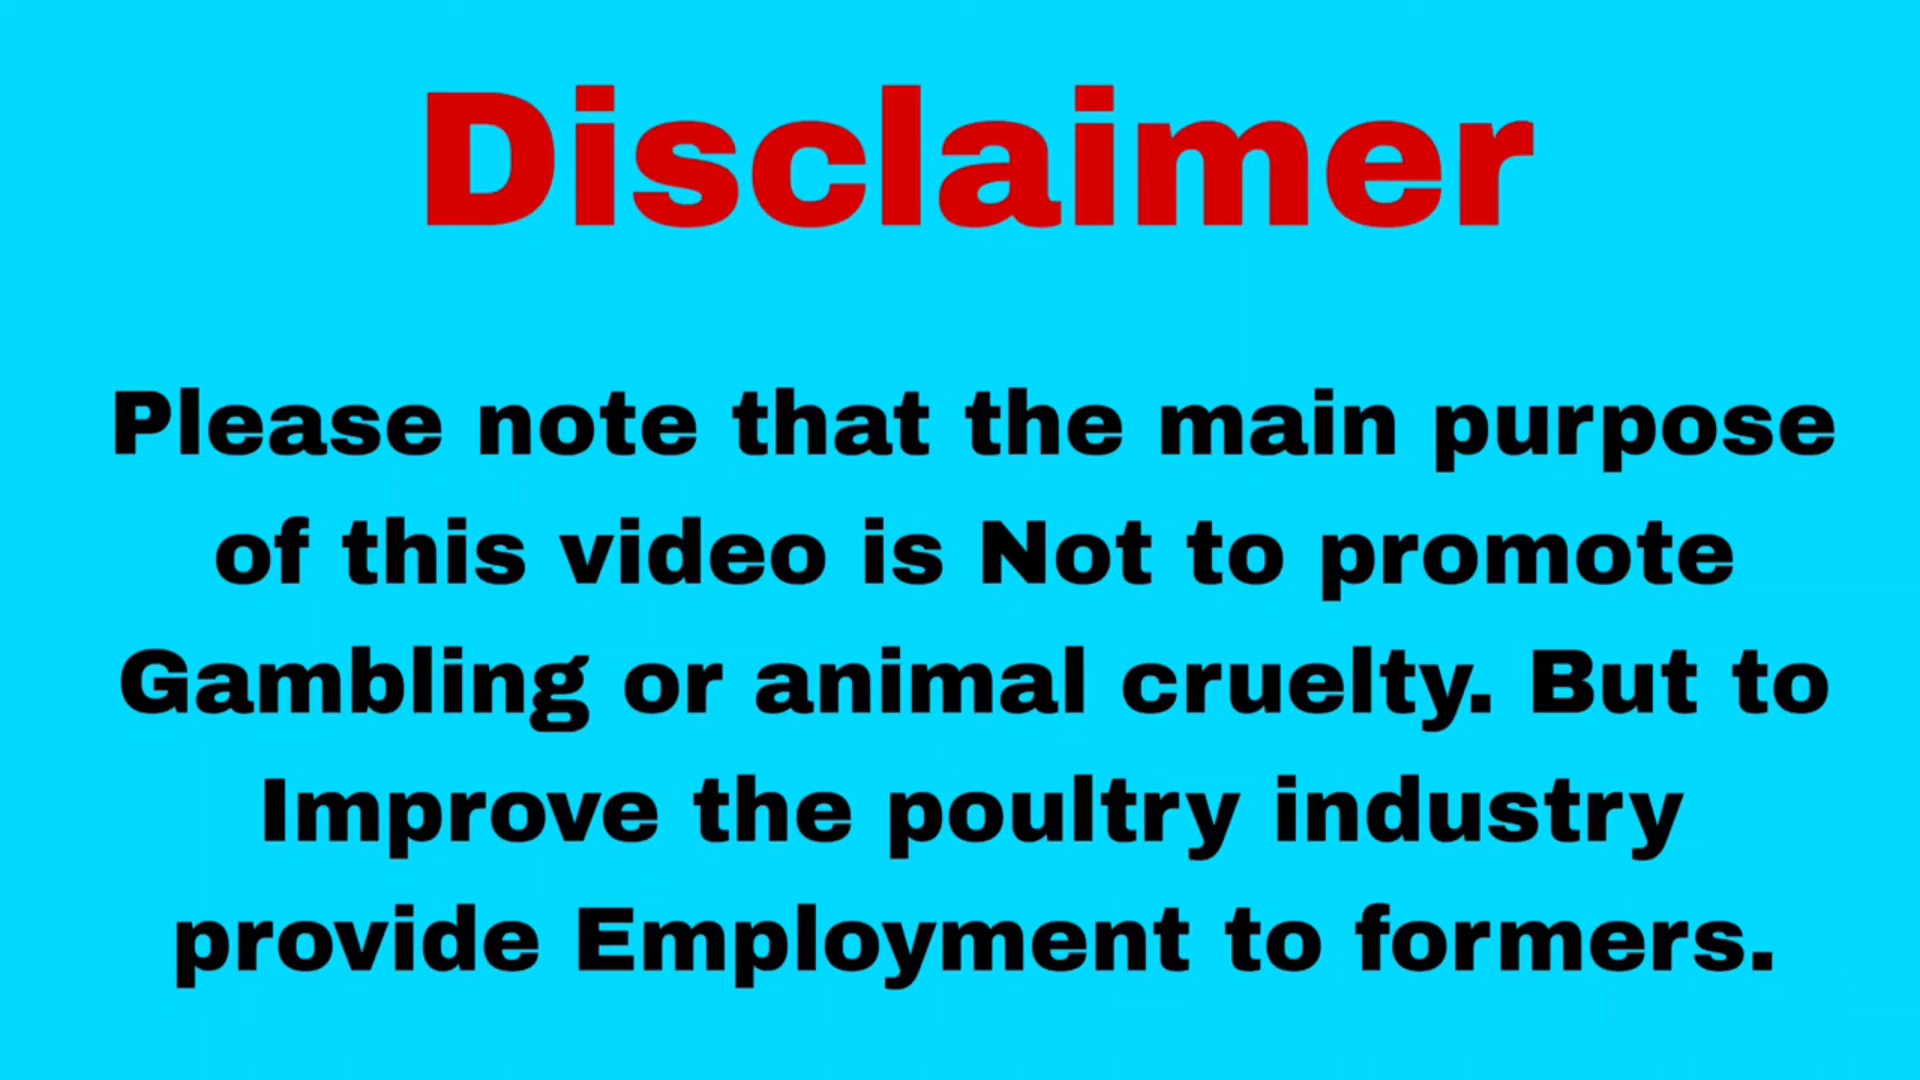 Disclaimer
Please note that the main purpose
of this video is Not to promote
Gambling or animal cruelty. But to
Improve the poultry industry
provide Employment to formers.